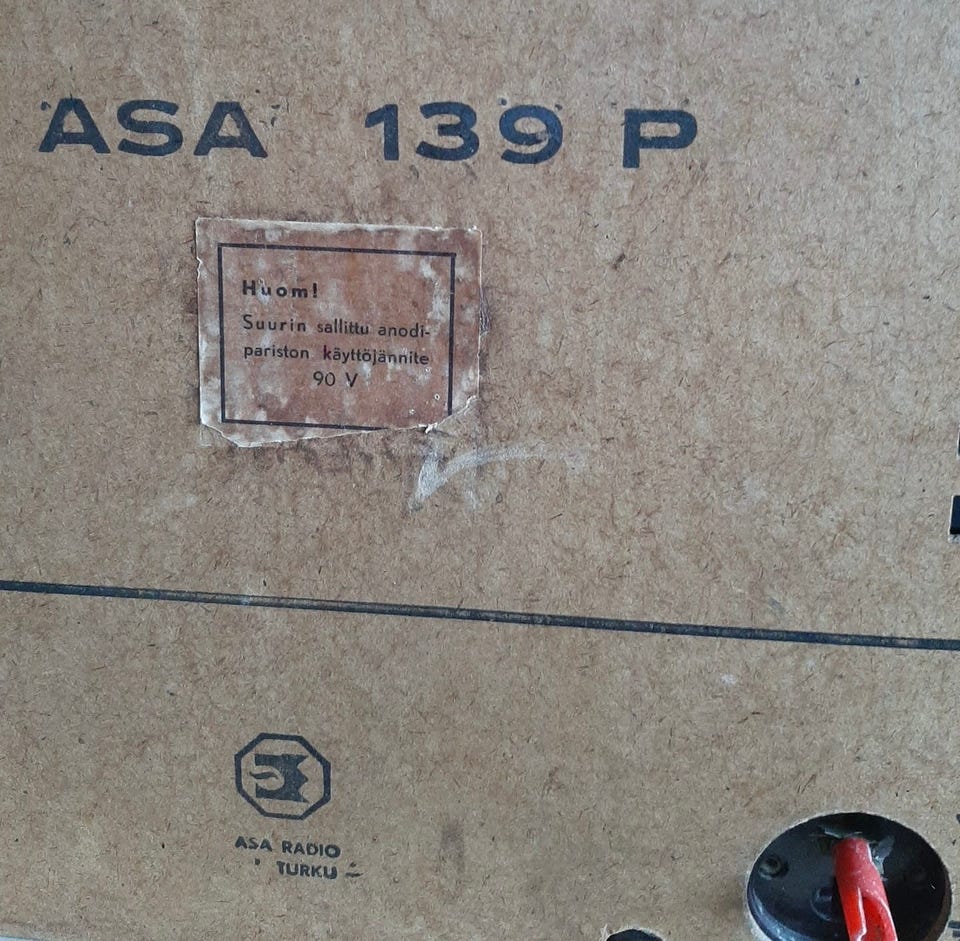 ASA 139 P
Huom!
Suurin sallittu anodi-
pariston käyttöjännite
90 V
ASA RADIO
TURKU